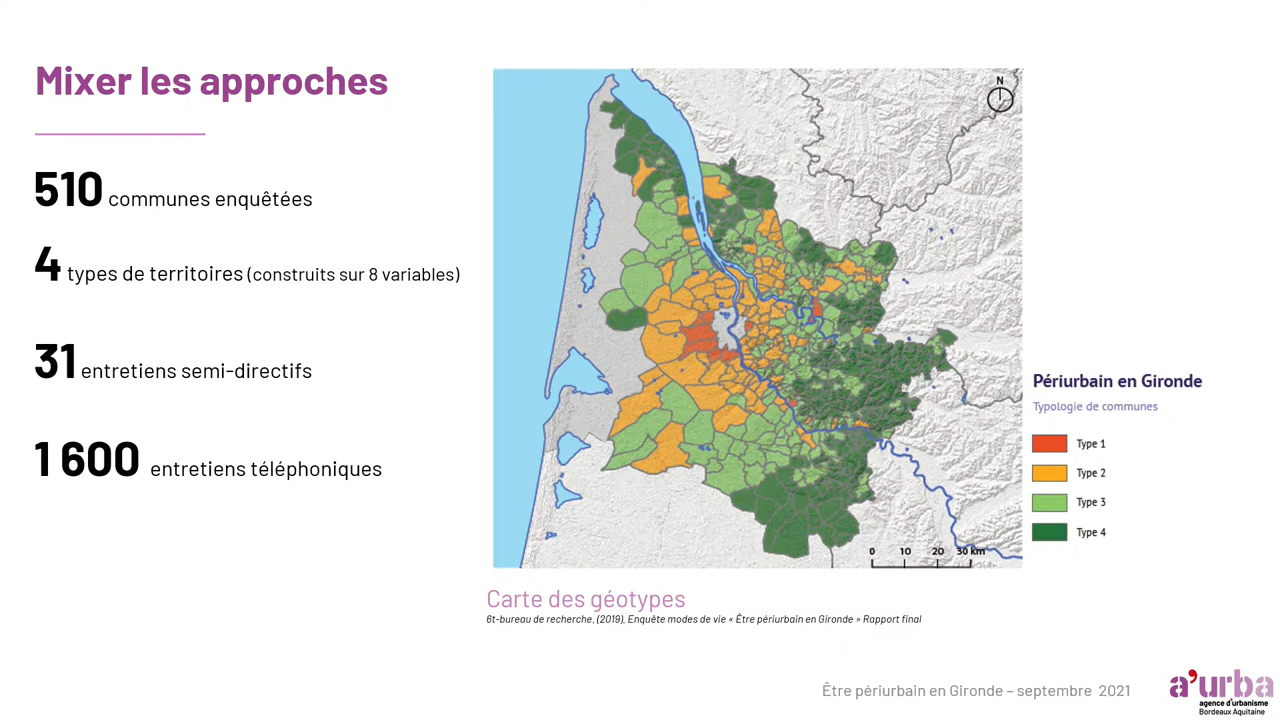 Mixer les approches
510 communes enquêtées
4 types de territoires (construits sur 8 variables)
31 entretiens semi-directifs
1 600 entretiens téléphoniques
N
0 10 20 30 km
Périurbain en Gironde
Typologie de communes
Type 1
Type 2
Type 3
Type 4
Carte des géotypes
6t-bureau de recherche. (2019). Enquête modes de vie « Être périurbain en Gironde » Rapport final
Être périurbain en Gironde – septembre 2021
a'urba
agence d'urbanisme
Bordeaux Aquitaine